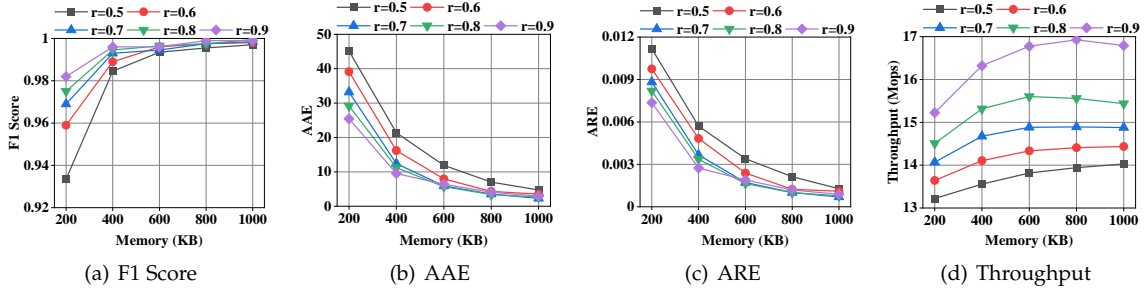 r=0.5 r=0.6
r=0.7 r=0.8 r=0.9
1
0.98
0.96
0.94
0.92
F1 Score
200 400 600 800 1000
Memory (KB)
(a) F1 Score
r=0.5 r=0.6
r=0.7 r=0.8 r=0.9
50
40
30
20
10
0
AAE
200 400 600 800 1000
Memory (KB)
(b) AAE
r=0.5 r=0.6
r=0.7 r=0.8 r=0.9
0.012
0.009
0.006
0.003
0.000
ARE
200 400 600 800 1000
Memory (KB)
(c) ARE
r=0.5 r=0.6
r=0.7 r=0.8 r=0.9
17
16
15
14
13
Throughput (Mops)
200 400 600 800 1000
Memory (KB)
(d) Throughput